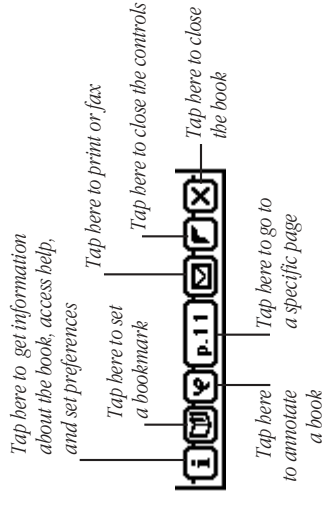 Tap here to get information
about the book, access help,
and set preferences
Tap here to set
a bookmark
Tap here to print or fax
Tap here to close the controls
Tap here to close
the book
i
p.11
Tap here
to annotate
a book
Tap here to go to
a specific page